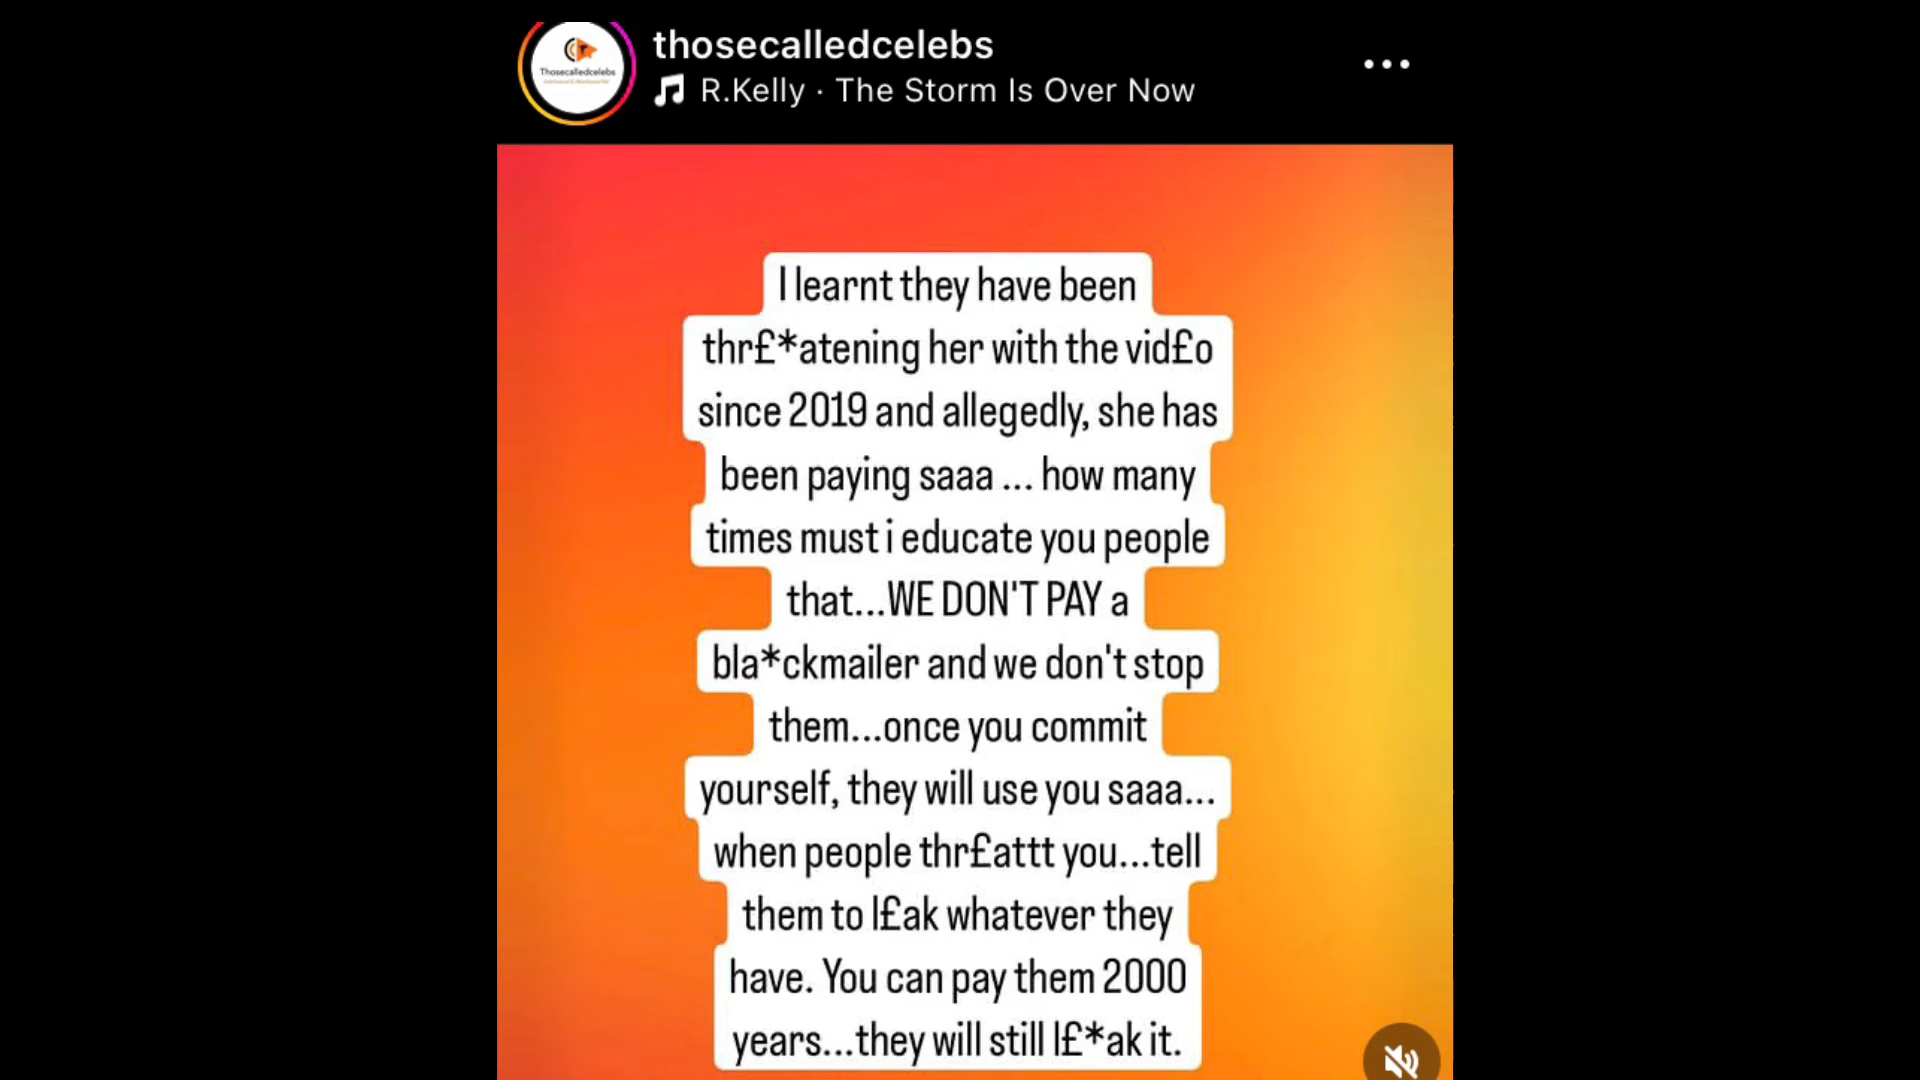 thosecalledcelebs
R.Kelly · The Storm Is Over Now
Thosecalledcelebs
I learnt they have been
thr£*atening her with the vid£o
since 2019 and allegedly, she has
been paying saaa ... how many
times must i educate you people
that...WE DON'T PAY a
bla*ckmailer and we don't stop
them...once you commit
yourself, they will use you saaa...
when people thr£attt you...tell
them to l£ak whatever they
have. You can pay them 2000
years...they will still l£*ak it.